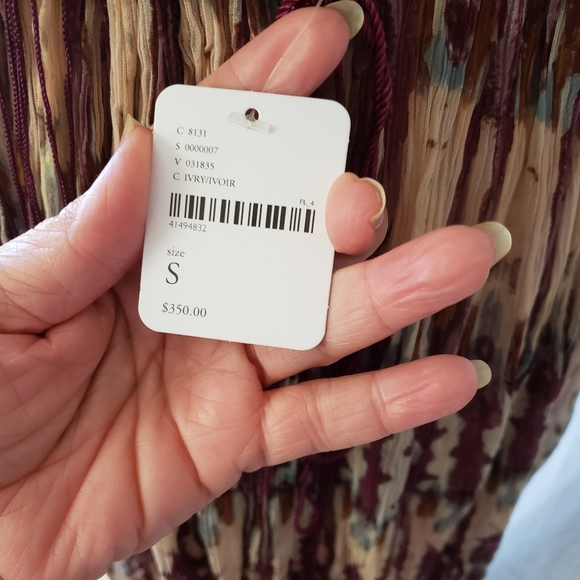 C 8131
S 0000007
V 031835
C IVRY/IVOIR
FL_4
41494832
size
S
$350.00